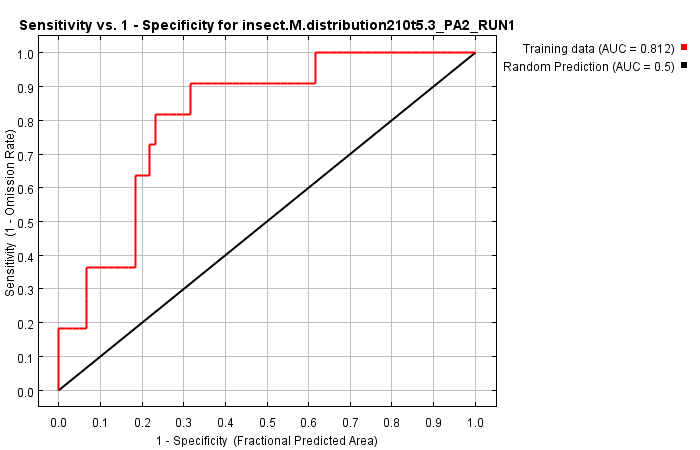 Sensitivity vs. 1 - Specificity for insect.M.distribution210t5.3_PA2_RUN1
Training data (AUC = 0.812)
Random Prediction (AUC = 0.5)
Sensitivity (1 - Omission Rate)
1.0
0.9
0.8
0.7
0.6
0.5
0.4
0.3
0.2
0.1
0.0
0.0 0.1 0.2 0.3 0.4 0.5 0.6 0.7 0.8 0.9 1.0
1 - Specificity (Fractional Predicted Area)